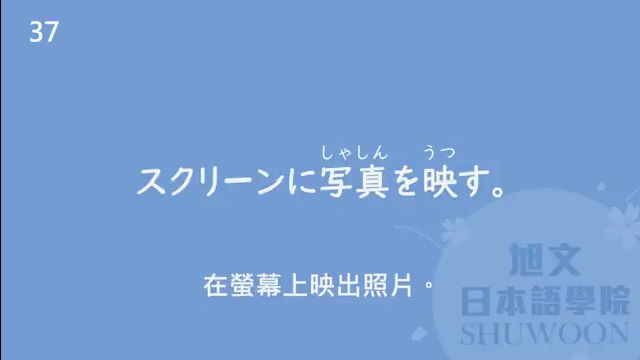 37
しゃしん うつ
スクリーンに写真を映す。
在螢幕上映出照片。
旭文
日本語學院
SHUWOON